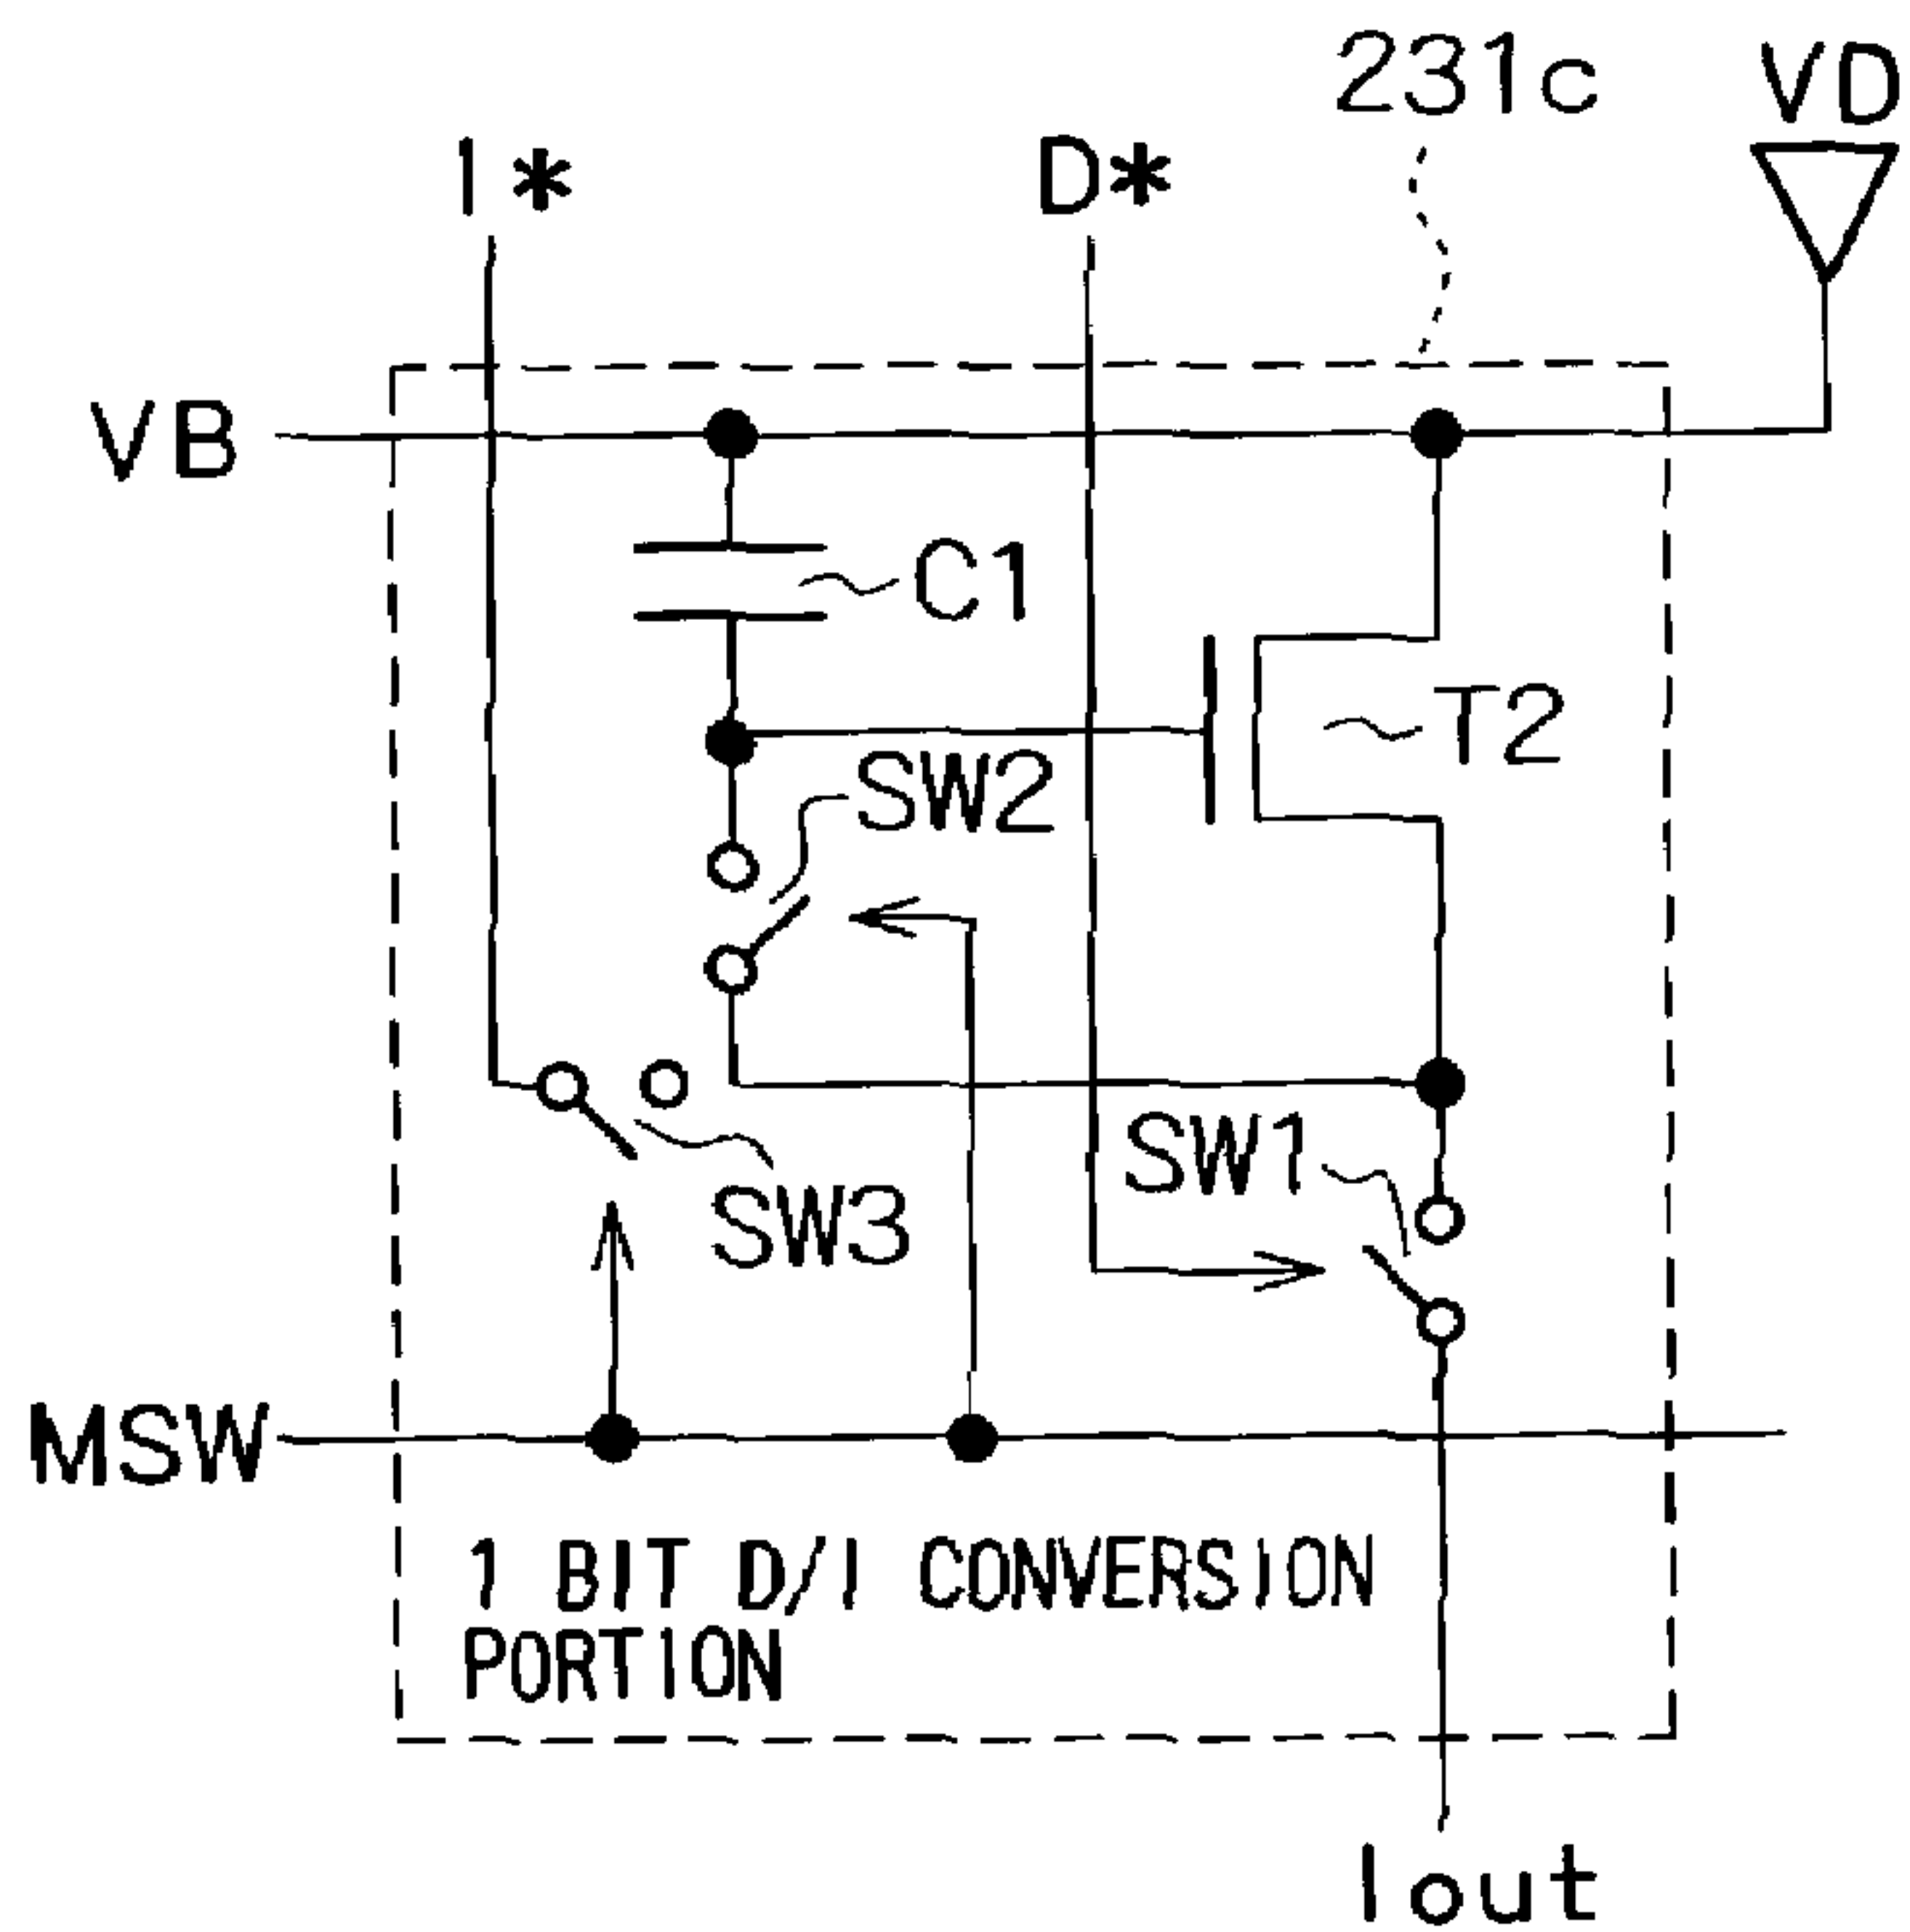 231c
VD
I*
D*
VB
C1
T2
SW2
SW1
SW3
MSW
1 BIT D/I CONVERSION
PORTION
Iout